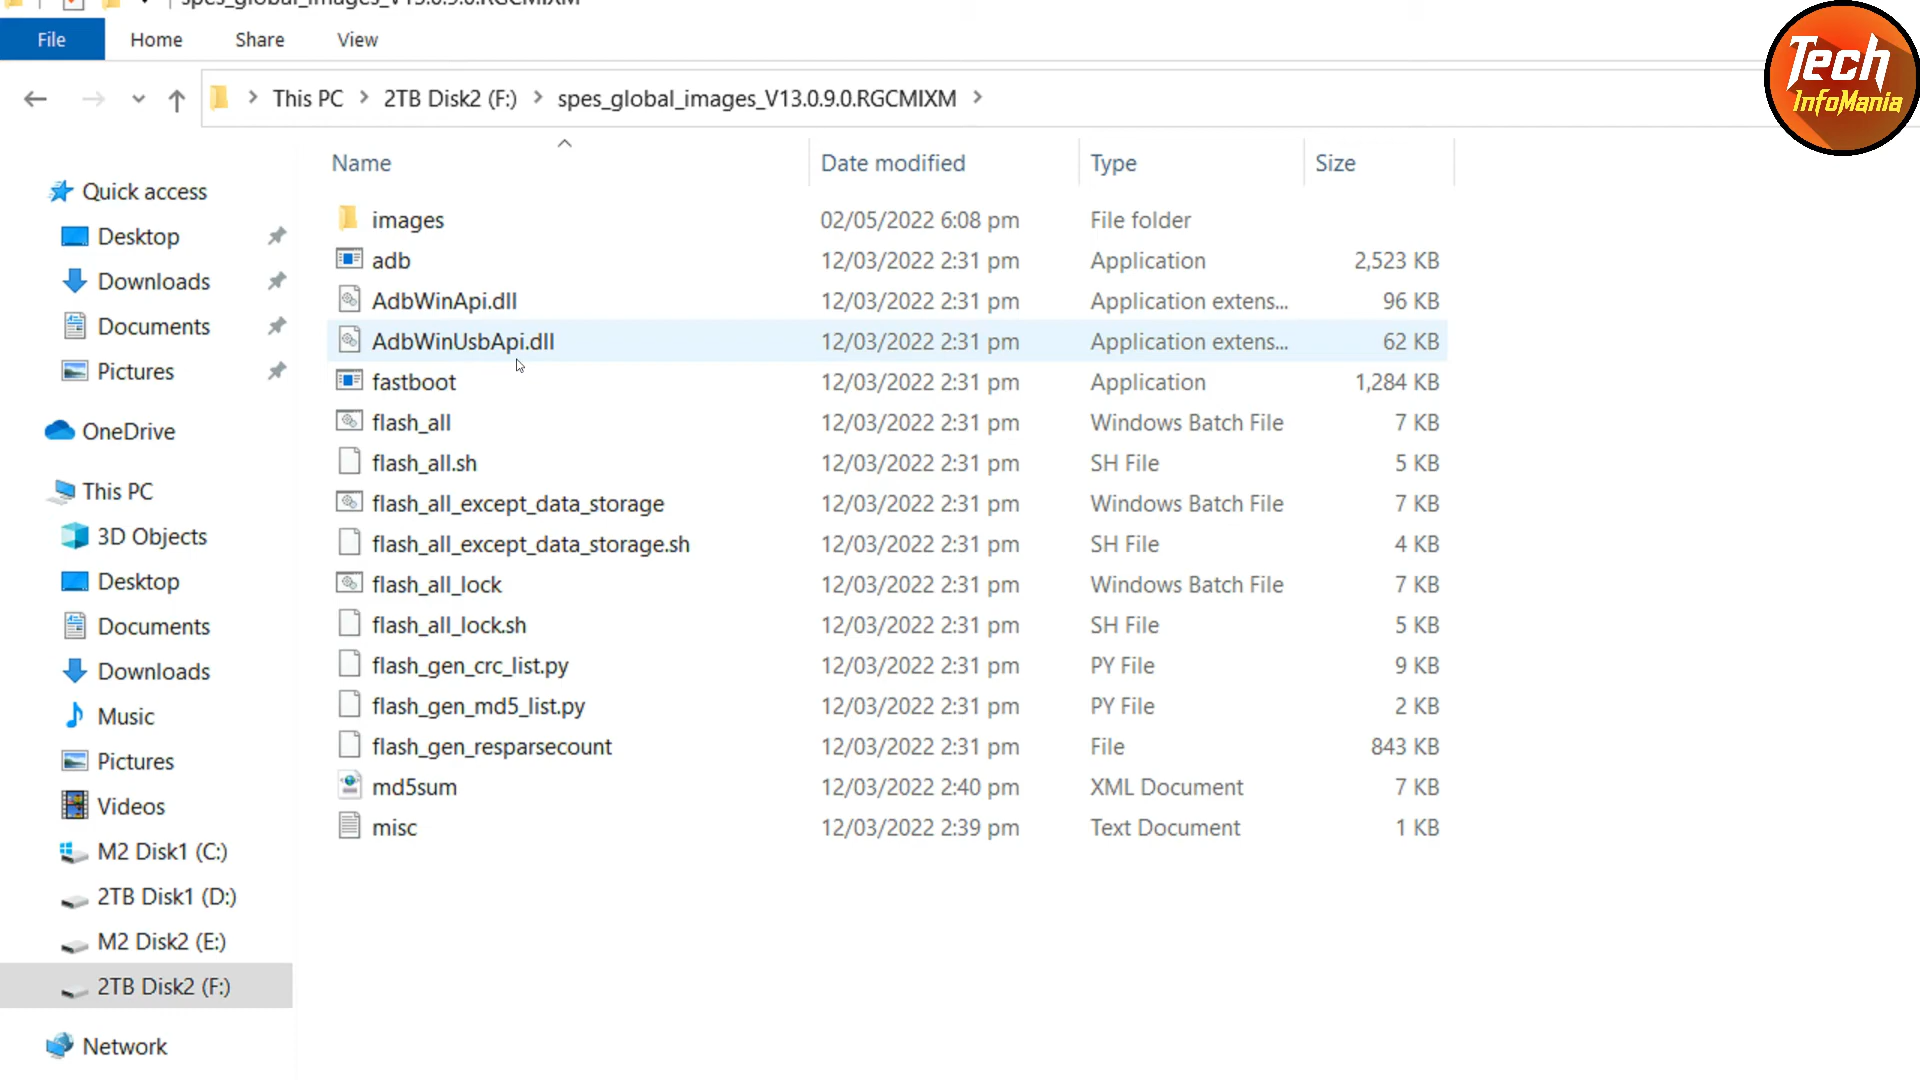 spes_global_images_V13.0.9.0.RGCMIXM
File Home Share View
Tech
InfoMania
This PC 2TB Disk2 (F:) spes_global_images_V13.0.9.0.RGCMIXM
Name Date modified Type Size
Quick access
Desktop
Downloads
Documents
Pictures
OneDrive
This PC
3D Objects
Desktop
Documents
Downloads
Music
Pictures
Videos
M2 Disk1 (C:)
2TB Disk1 (D:)
M2 Disk2 (E:)
2TB Disk2 (F:)
Network
images 02/05/2022 6:08 pm File folder
adb 12/03/2022 2:31 pm Application 2,523 KB
AdbWinApi.dll 12/03/2022 2:31 pm Application extens... 96 KB
AdbWinUsbApi.dll 12/03/2022 2:31 pm Application extens... 62 KB
fastboot 12/03/2022 2:31 pm Application 1,284 KB
flash_all 12/03/2022 2:31 pm Windows Batch File 7 KB
flash_all.sh 12/03/2022 2:31 pm SH File 5 KB
flash_all_except_data_storage 12/03/2022 2:31 pm Windows Batch File 7 KB
flash_all_except_data_storage.sh 12/03/2022 2:31 pm SH File 4 KB
flash_all_lock 12/03/2022 2:31 pm Windows Batch File 7 KB
flash_all_lock.sh 12/03/2022 2:31 pm SH File 5 KB
flash_gen_crc_list.py 12/03/2022 2:31 pm PY File 9 KB
flash_gen_md5_list.py 12/03/2022 2:31 pm PY File 2 KB
flash_gen_resparsecount 12/03/2022 2:31 pm File 843 KB
md5sum 12/03/2022 2:40 pm XML Document 7 KB
misc 12/03/2022 2:39 pm Text Document 1 KB